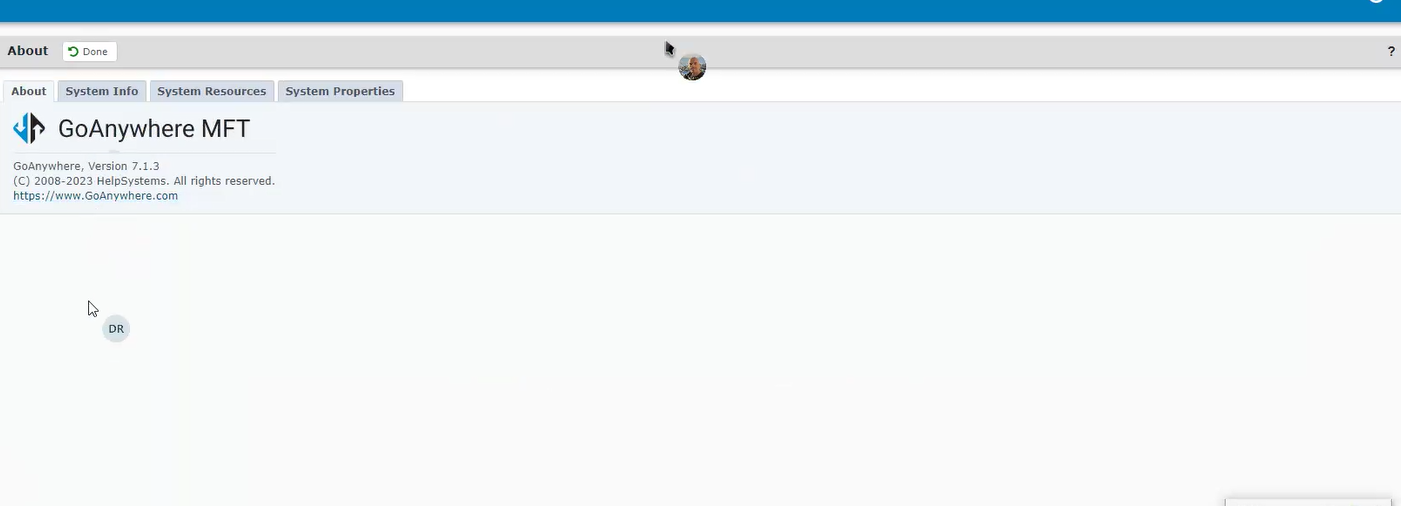 About Done ?
About System Info System Resources System Properties
GoAnywhere MFT
GoAnywhere, Version 7.1.3
(C) 2008-2023 HelpSystems. All rights reserved.
https://www.GoAnywhere.com
DR